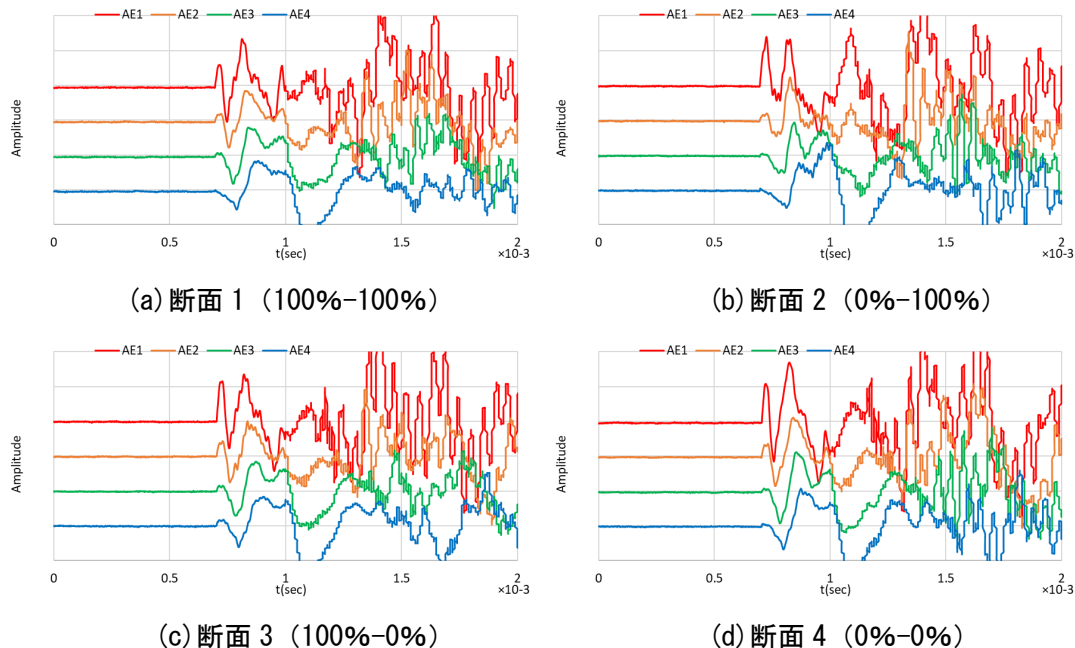 AE1 AE2 AE3 AE4
Amplitude
0 0.5 1 1.5 2
t(sec) ×10-3
(a)断面1（100%-100%）
AE1 AE2 AE3 AE4
Amplitude
0 0.5 1 1.5 2
t(sec) ×10-3
(b)断面2（0%-100%）
AE1 AE2 AE3 AE4
Amplitude
0 0.5 1 1.5 2
t(sec) ×10-3
(c)断面3（100%-0%）
AE1 AE2 AE3 AE4
Amplitude
0 0.5 1 1.5 2
t(sec) ×10-3
(d)断面4（0%-0%）